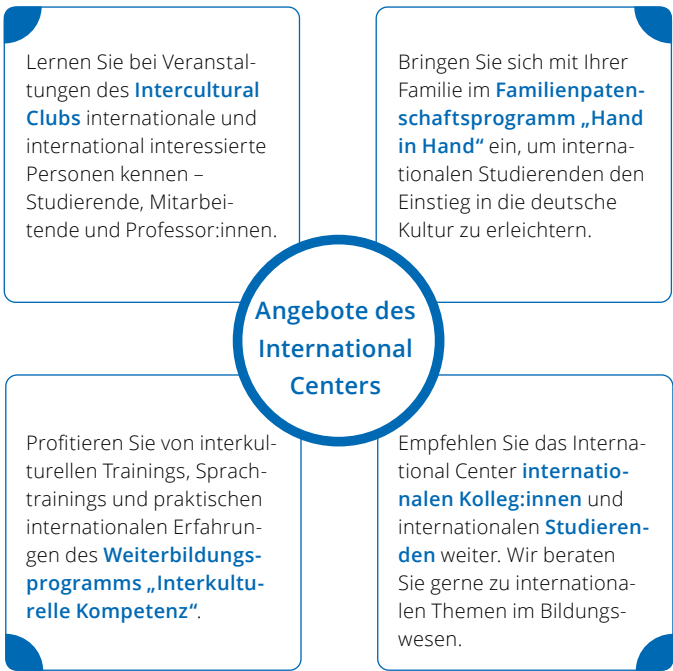 Lernen Sie bei Veranstal-
tungen des Intercultural
Clubs internationale und
international interessierte
Personen kennen –
Studierende, Mitarbei-
tende und Professor:innen.
Bringen Sie sich mit Ihrer
Familie im Familienpaten-
schaftsprogramm „Hand
in Hand“ ein, um interna-
tionalen Studierenden den
Einstieg in die deutsche
Kultur zu erleichtern.
Angebote des
International
Centers
Profitieren Sie von interkul-
turellen Trainings, Sprach-
trainings und praktischen
internationalen Erfahrun-
gen des Weiterbildungs-
programms „Interkultu-
relle Kompetenz“.
Empfehlen Sie das Interna-
tional Center internatio-
nalen Kolleg:innen und
internationalen Studieren-
den weiter. Wir beraten
Sie gerne zu internationa-
len Themen im Bildungs-
wesen.